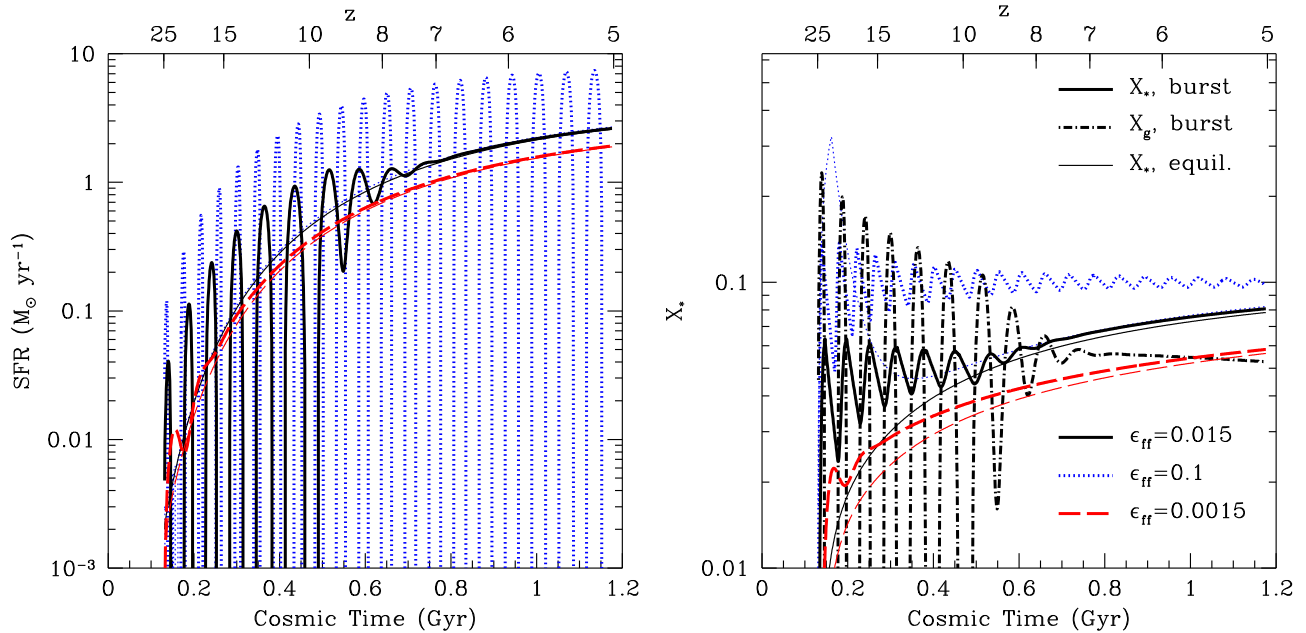 z
25 15 10 8 7 6 5
10
1
0.1
0.01
10⁻³
SFR (M☉ yr⁻¹)
0 0.2 0.4 0.6 0.8 1 1.2
Cosmic Time (Gyr)
z
25 15 10 8 7 6 5
X*, burst
Xg, burst
X*, equil.
0.1
0.01
X*
ϵff=0.015
ϵff=0.1
ϵff=0.0015
0 0.2 0.4 0.6 0.8 1 1.2
Cosmic Time (Gyr)